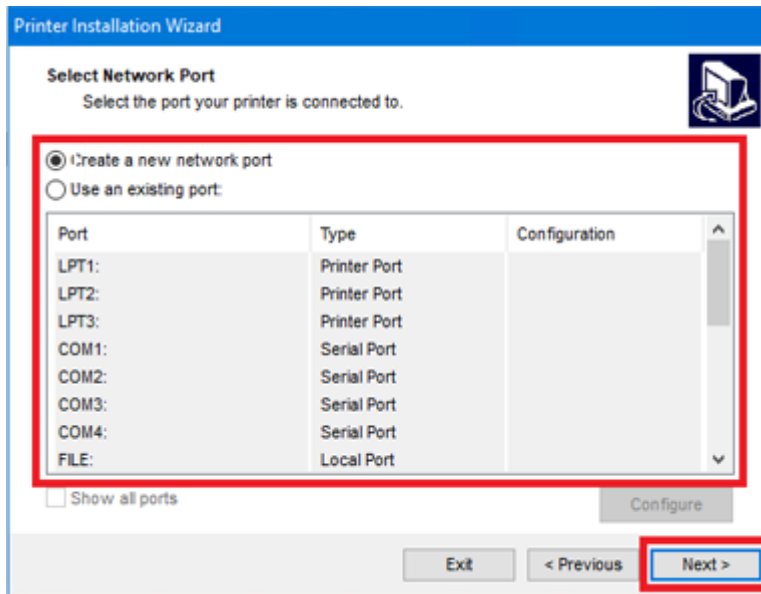 Printer Installation Wizard
Select Network Port
Select the port your printer is connected to.
Create a new network port
Use an existing port:
Port Type Configuration
LPT1: Printer Port
LPT2: Printer Port
LPT3: Printer Port
COM1: Serial Port
COM2: Serial Port
COM3: Serial Port
COM4: Serial Port
FILE: Local Port
Show all ports Configure
Exit < Previous Next >